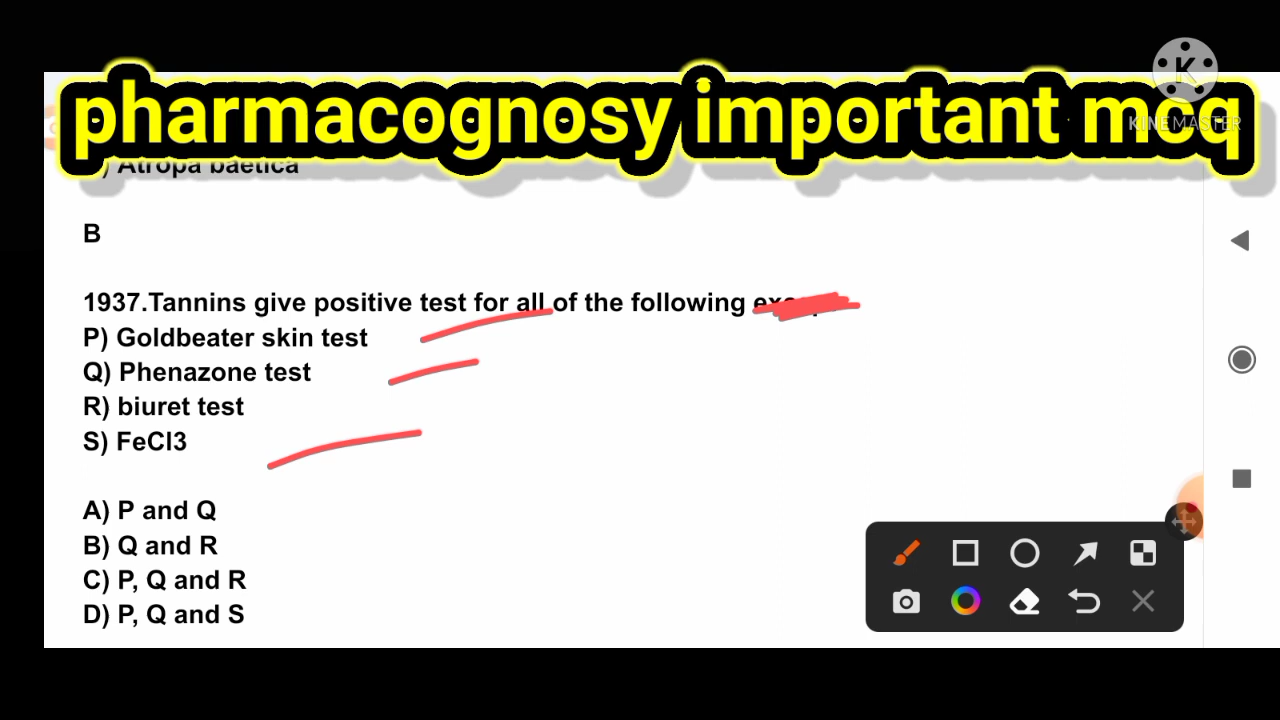 pharmacognosy important mcq
KINEMASTER
Atropa baetica
B
1937.Tannins give positive test for all of the following
P) Goldbeater skin test
Q) Phenazone test
R) biuret test
S) FeCl3
A) P and Q
B) Q and R
C) P, Q and R
D) P, Q and S